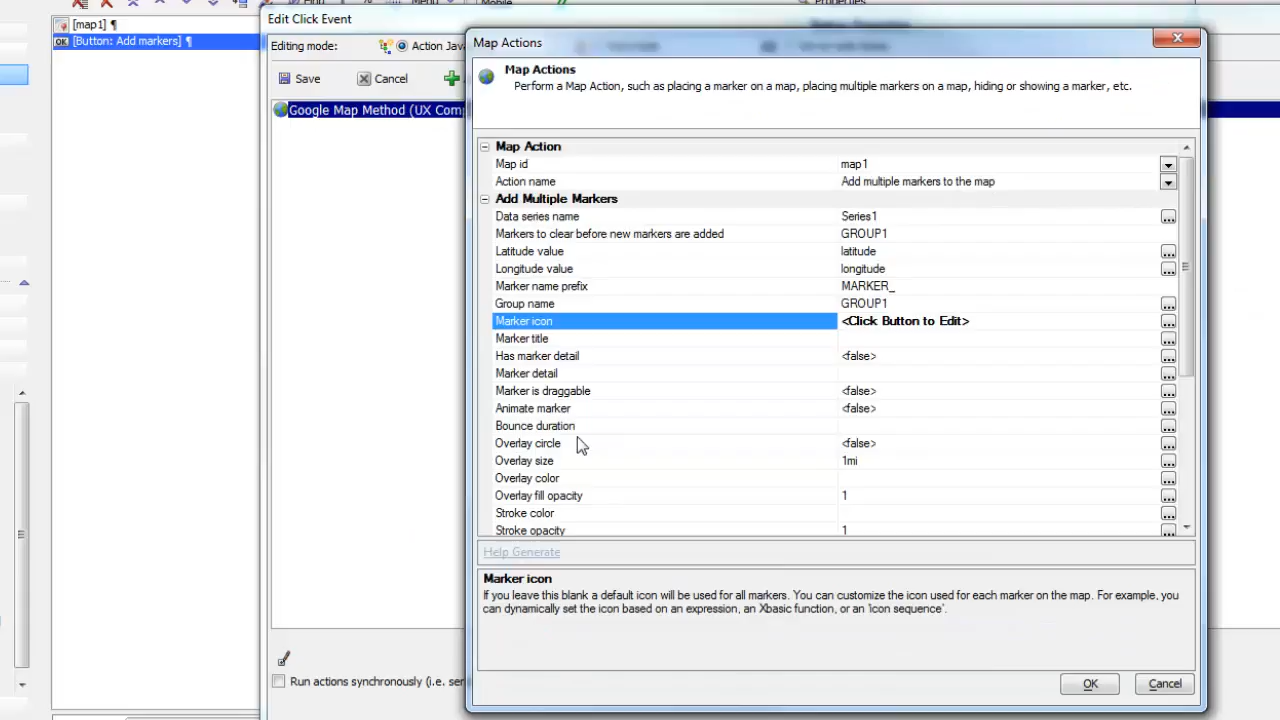 Find
Menu
Mobile
Properties
[map1] ¶
OK [Button: Add markers] ¶
Edit Click Event
Editing mode:
Action Jav
Save
Cancel
Google Map Method (UX Com
Run actions synchronously (i.e. ser
Map Actions
Map Actions
Perform a Map Action, such as placing a marker on a map, placing multiple markers on a map, hiding or showing a marker, etc.
Map Action
Map id map1
Action name Add multiple markers to the map
Add Multiple Markers
Data series name Series1
Markers to clear before new markers are added GROUP1
Latitude value latitude
Longitude value longitude
Marker name prefix MARKER_
Group name GROUP1
Marker icon <Click Button to Edit>
Marker title
Has marker detail <false>
Marker detail
Marker is draggable <false>
Animate marker <false>
Bounce duration
Overlay circle <false>
Overlay size 1mi
Overlay color
Overlay fill opacity 1
Stroke color
Stroke opacity 1
Help Generate
Marker icon
If you leave this blank a default icon will be used for all markers. You can customize the icon used for each marker on the map. For example, you
can dynamically set the icon based on an expression, an Xbasic function, or an 'Icon sequence'.
OK
Cancel